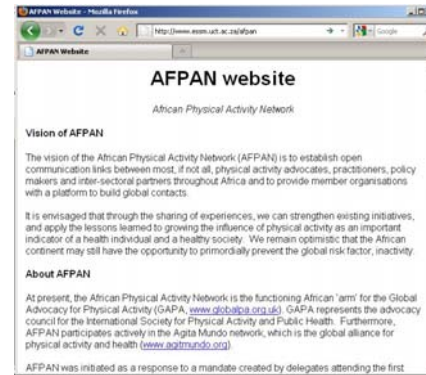 AFPAN Website - Mozilla Firefox
http://www.essm.uct.ac.za/afpan
Google
AFPAN Website
AFPAN website
African Physical Activity Network
Vision of AFPAN
The vision of the African Physical Activity Network (AFPAN) is to establish open
communication links between most, if not all, physical activity advocates, practitioners, policy
makers and inter-sectoral partners throughout Africa and to provide member organisations
with a platform to build global contacts.
It is envisaged that through the sharing of experiences, we can strengthen existing initiatives,
and apply the lessons learned to growing the influence of physical activity as an important
indicator of a health individual and a healthy society. We remain optimistic that the African
continent may still have the opportunity to primordially prevent the global risk factor, inactivity.
About AFPAN
At present, the African Physical Activity Network is the functioning African 'arm' for the Global
Advocacy for Physical Activity (GAPA, www.globalpa.org.uk). GAPA represents the advocacy
council for the International Society for Physical Activity and Public Health. Furthermore,
AFPAN participates actively in the Agita Mundo network, which is the global alliance for
physical activity and health (www.agitmundo.org).
AFPAN was initiated as a response to a mandate created by delegates attending the first